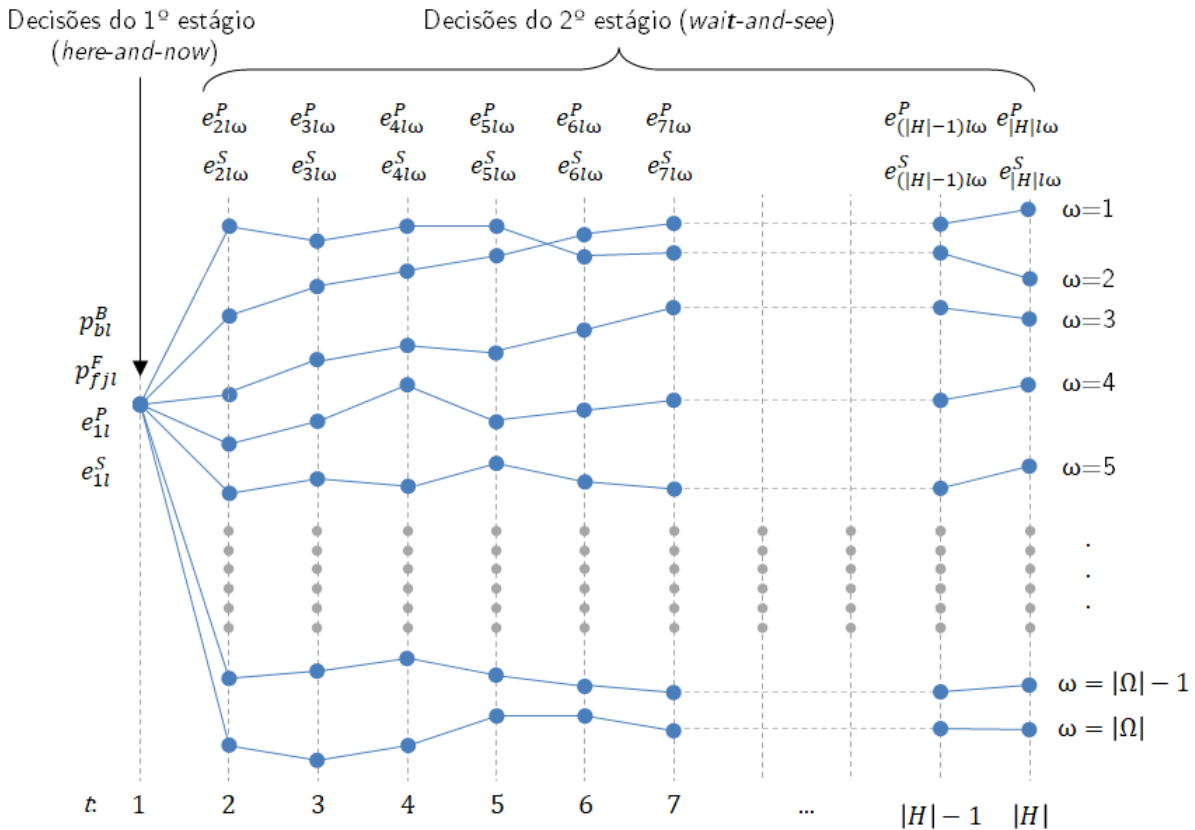 Decisões do 1º estágio
(here-and-now)
Decisões do 2º estágio (wait-and-see)
e^P_{2lω} e^P_{3lω} e^P_{4lω} e^P_{5lω} e^P_{6lω} e^P_{7lω} e^P_{(|H|−1)lω} e^P_{|H|lω}
e^S_{2lω} e^S_{3lω} e^S_{4lω} e^S_{5lω} e^S_{6lω} e^S_{7lω} e^S_{(|H|−1)lω} e^S_{|H|lω}
ω=1
ω=2
ω=3
p^B_{bl}
p^F_{fjl}
ω=4
e^P_{1l}
e^S_{1l}
ω=5
.
.
.
ω = |Ω| − 1
ω = |Ω|
t: 1 2 3 4 5 6 7 ... |H| − 1 |H|